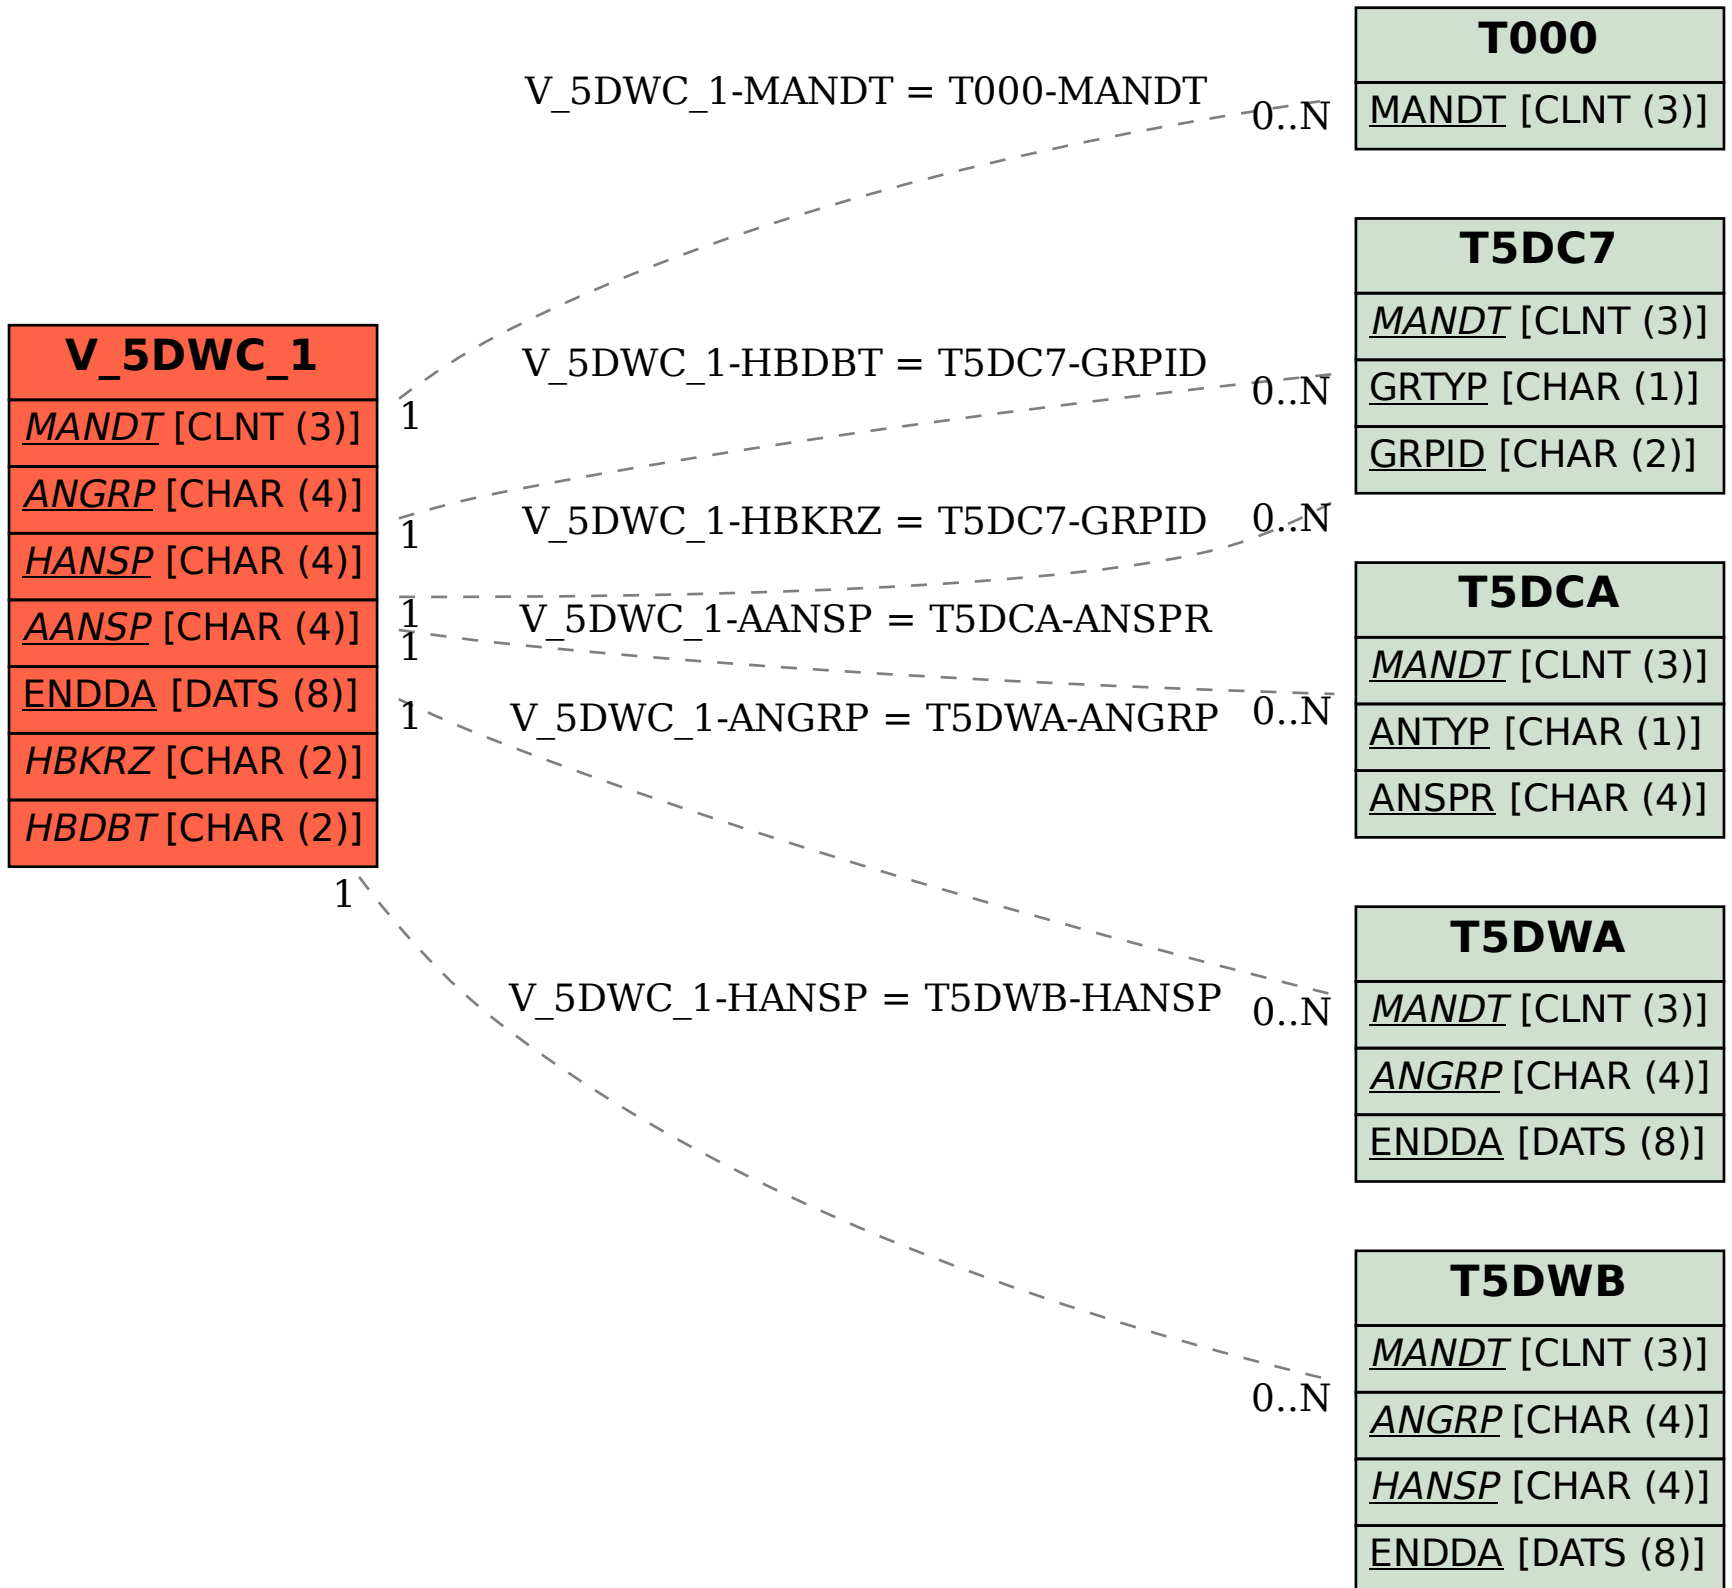 V_5DWC_1
MANDT [CLNT (3)]
ANGRP [CHAR (4)]
HANSP [CHAR (4)]
AANSP [CHAR (4)]
ENDDA [DATS (8)]
HBKRZ [CHAR (2)]
HBDBT [CHAR (2)]
V_5DWC_1-MANDT = T000-MANDT
0..N
1
V_5DWC_1-HBDBT = T5DC7-GRPID
0..N
1
V_5DWC_1-HBKRZ = T5DC7-GRPID
0..N
1
V_5DWC_1-AANSP = T5DCA-ANSPR
0..N
1
V_5DWC_1-ANGRP = T5DWA-ANGRP
0..N
1
V_5DWC_1-HANSP = T5DWB-HANSP
0..N
1
T000
MANDT [CLNT (3)]
T5DC7
MANDT [CLNT (3)]
GRTYP [CHAR (1)]
GRPID [CHAR (2)]
T5DCA
MANDT [CLNT (3)]
ANTYP [CHAR (1)]
ANSPR [CHAR (4)]
T5DWA
MANDT [CLNT (3)]
ANGRP [CHAR (4)]
ENDDA [DATS (8)]
T5DWB
MANDT [CLNT (3)]
ANGRP [CHAR (4)]
HANSP [CHAR (4)]
ENDDA [DATS (8)]